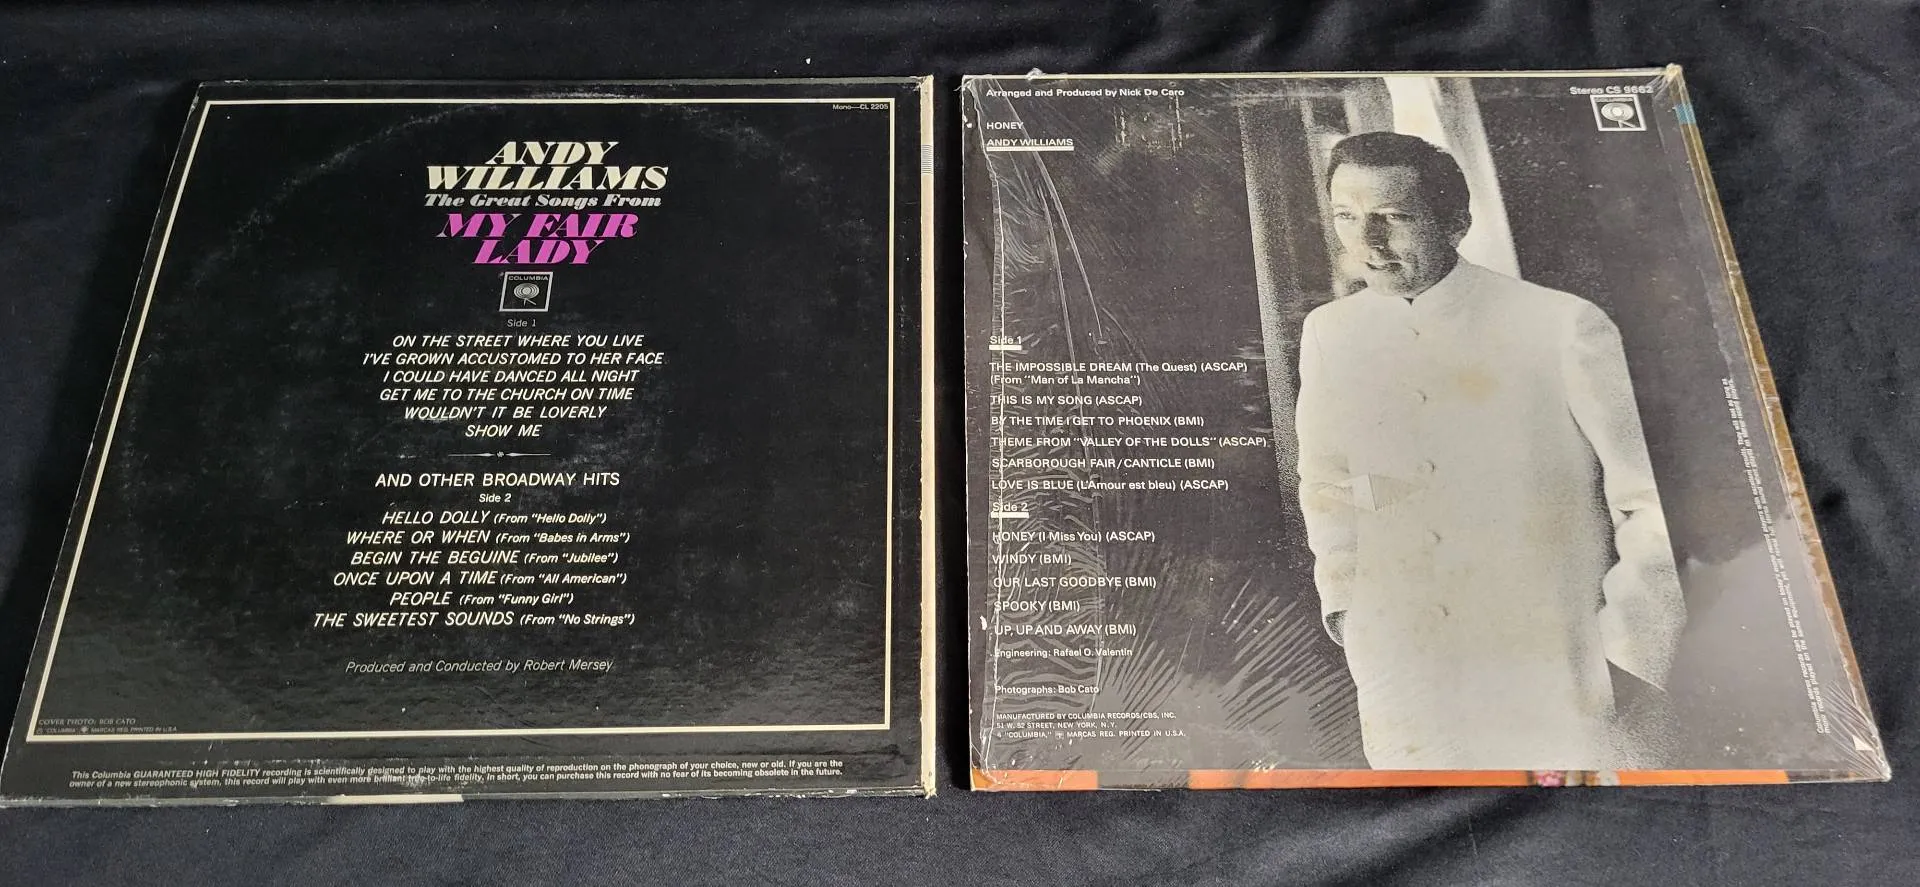 Mono—CL 2205
ANDY
WILLIAMS
The Great Songs From
MY FAIR
LADY
COLUMBIA
Side 1
ON THE STREET WHERE YOU LIVE
I'VE GROWN ACCUSTOMED TO HER FACE
I COULD HAVE DANCED ALL NIGHT
GET ME TO THE CHURCH ON TIME
WOULDN'T IT BE LOVERLY
SHOW ME
AND OTHER BROADWAY HITS
Side 2
HELLO DOLLY (From "Hello Dolly")
WHERE OR WHEN (From "Babes in Arms")
BEGIN THE BEGUINE (From "Jubilee")
ONCE UPON A TIME (From "All American")
PEOPLE (From "Funny Girl")
THE SWEETEST SOUNDS (From "No Strings")
Produced and Conducted by Robert Mersey
COVER PHOTO: BOB CATO
"COLUMBIA" MARCAS REG. PRINTED IN U.S.A.
This Columbia GUARANTEED HIGH FIDELITY recording is scientifically designed to play with the highest quality of reproduction on the phonograph of your choice, new or old. If you are the
owner of a new stereophonic system, this record will play with even more brilliant true-to-life fidelity. In short, you can purchase this record with no fear of its becoming obsolete in the future.
Arranged and Produced by Nick De Caro
Stereo CS 9662
COLUMBIA
HONEY
ANDY WILLIAMS
Side 1
THE IMPOSSIBLE DREAM (The Quest) (ASCAP)
(From "Man of La Mancha")
THIS IS MY SONG (ASCAP)
BY THE TIME I GET TO PHOENIX (BMI)
THEME FROM "VALLEY OF THE DOLLS" (ASCAP)
SCARBOROUGH FAIR/CANTICLE (BMI)
LOVE IS BLUE (L'Amour est bleu) (ASCAP)
Side 2
HONEY (I Miss You) (ASCAP)
WINDY (BMI)
OUR LAST GOODBYE (BMI)
SPOOKY (BMI)
UP, UP AND AWAY (BMI)
Engineering: Rafael O. Valentin
Photographs: Bob Cato
MANUFACTURED BY COLUMBIA RECORDS/CBS, INC.
51 W. 52 STREET, NEW YORK, N.Y.
"COLUMBIA," MARCAS REG. PRINTED IN U.S.A.